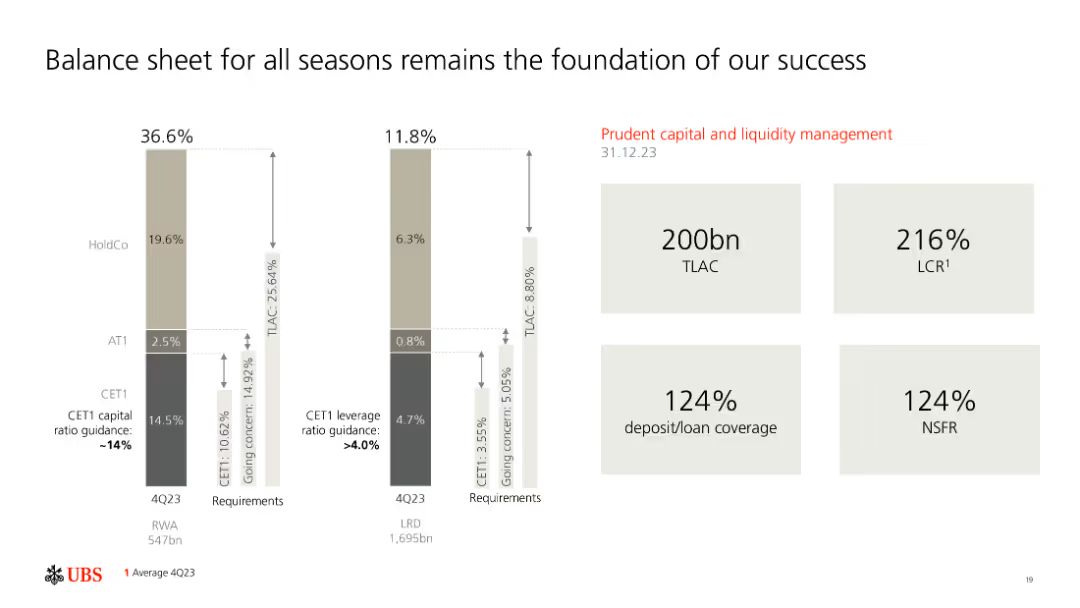 Balance sheet for all seasons remains the foundation of our success
36.6%
HoldCo
19.6%
AT1
2.5%
CET1
14.5%
CET1 capital
ratio guidance:
~14%
4Q23
RWA
547bn
CET1: 10.62%
Going concern: 14.92%
TLAC: 25.64%
Requirements
11.8%
6.3%
0.8%
4.7%
CET1 leverage
ratio guidance:
>4.0%
4Q23
LRD
1,695bn
CET1: 3.55%
Going concern: 5.05%
TLAC: 8.80%
Requirements
Prudent capital and liquidity management
31.12.23
200bn
TLAC
216%
LCR¹
124%
deposit/loan coverage
124%
NSFR
UBS
1 Average 4Q23
19